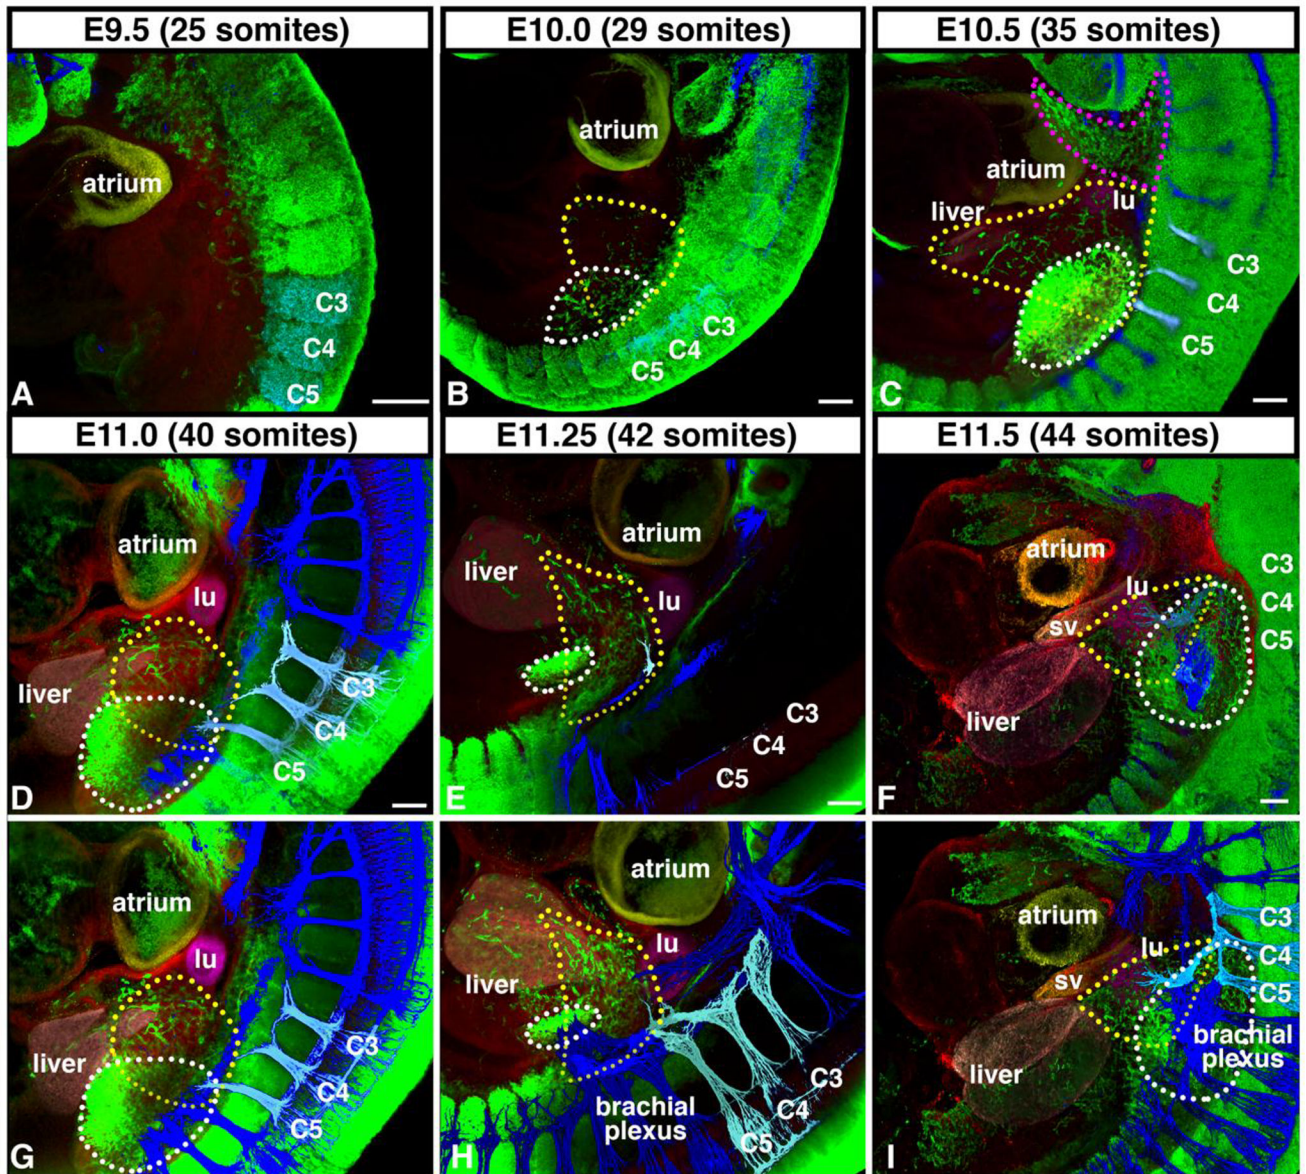 E9.5 (25 somites)
E10.0 (29 somites)
E10.5 (35 somites)
atrium
C3
C4
C5
A
atrium
C3
C4
C5
B
atrium
lu
liver
C3
C4
C5
C
E11.0 (40 somites)
E11.25 (42 somites)
E11.5 (44 somites)
atrium
lu
liver
C3
C4
C5
D
atrium
liver
lu
C3
C4
C5
E
atrium
lu
sv
liver
C3
C4
C5
F
atrium
lu
liver
C3
C4
C5
G
atrium
lu
liver
brachial
plexus
C3
C4
C5
H
atrium
lu
sv
liver
C3
C4
C5
brachial
plexus
I